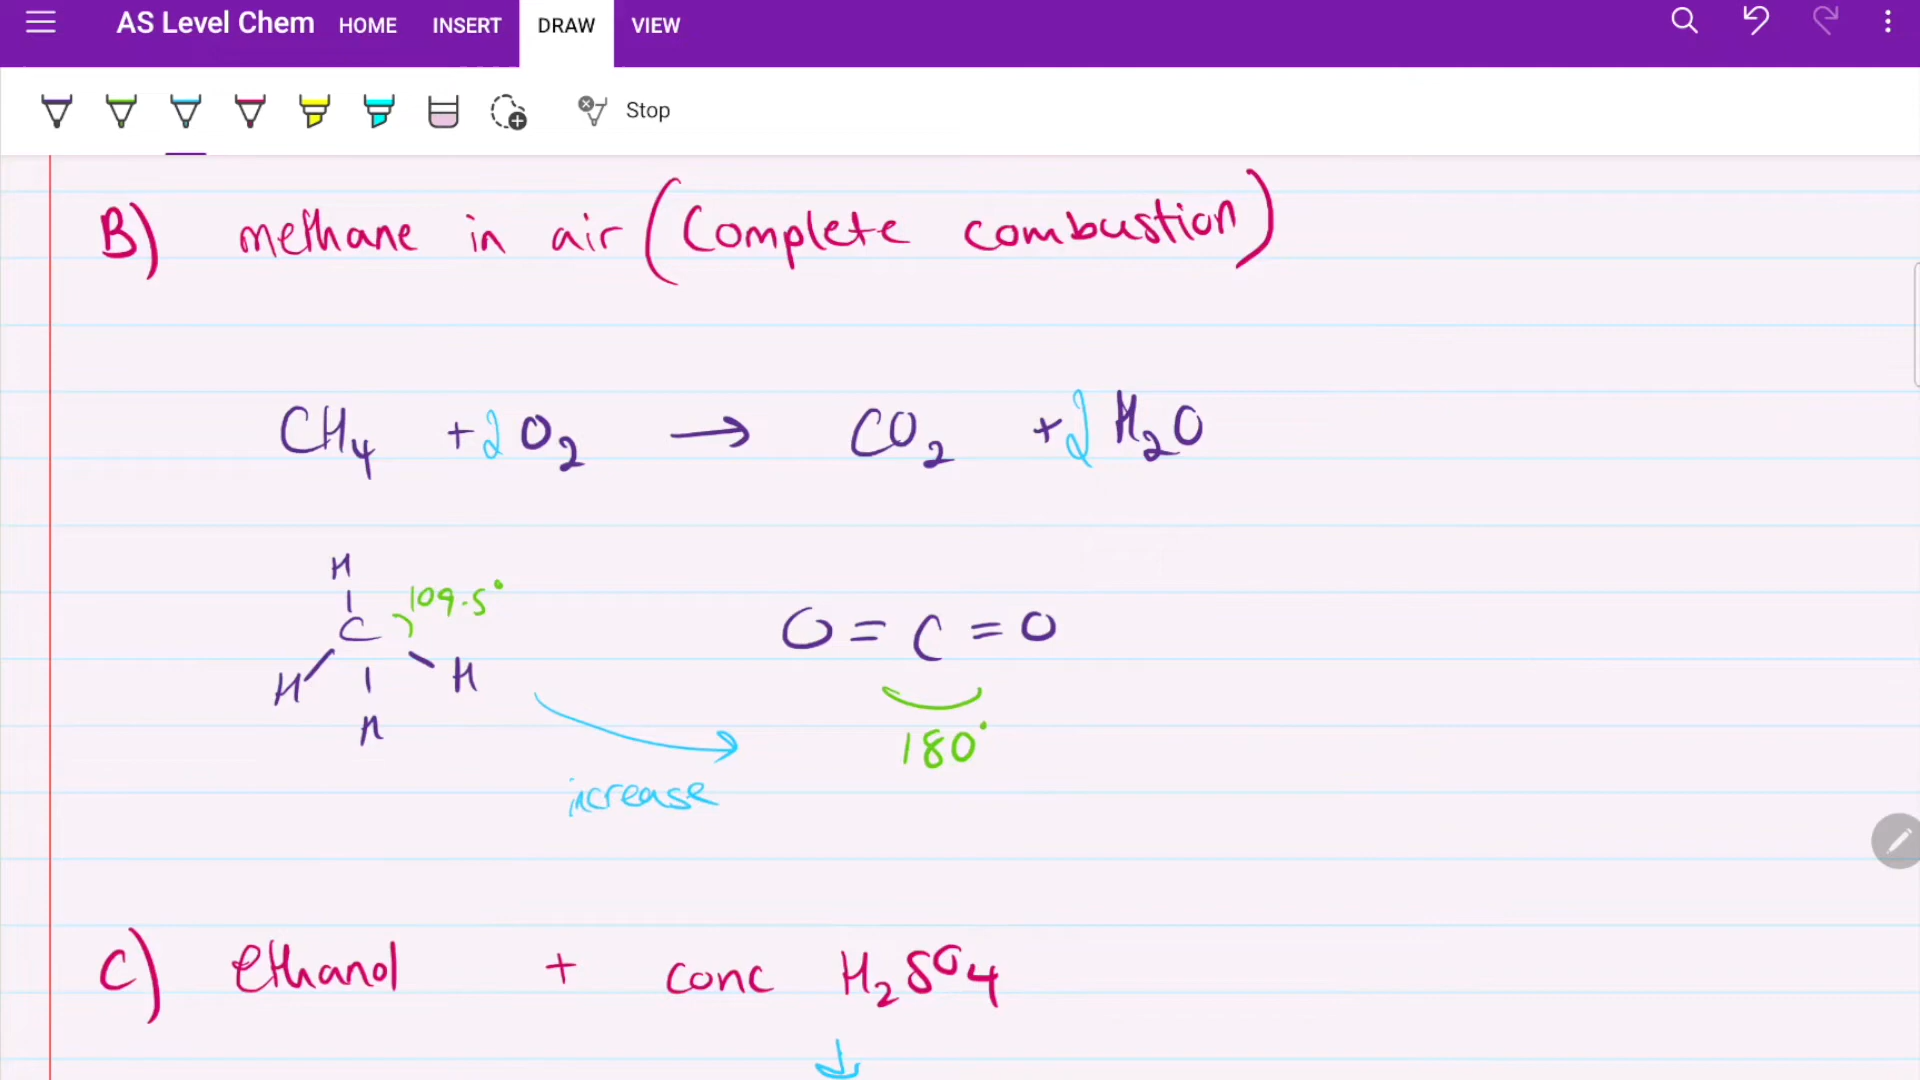 AS Level Chem HOME INSERT DRAW VIEW
Stop
B) methane in air (Complete combustion)
CH₄ + 2 O₂ → CO₂ + 2 H₂O
H
C 109.5°
H H
H
O = C = O
180°
increase
C) Ethanol + conc H₂SO₄
↓